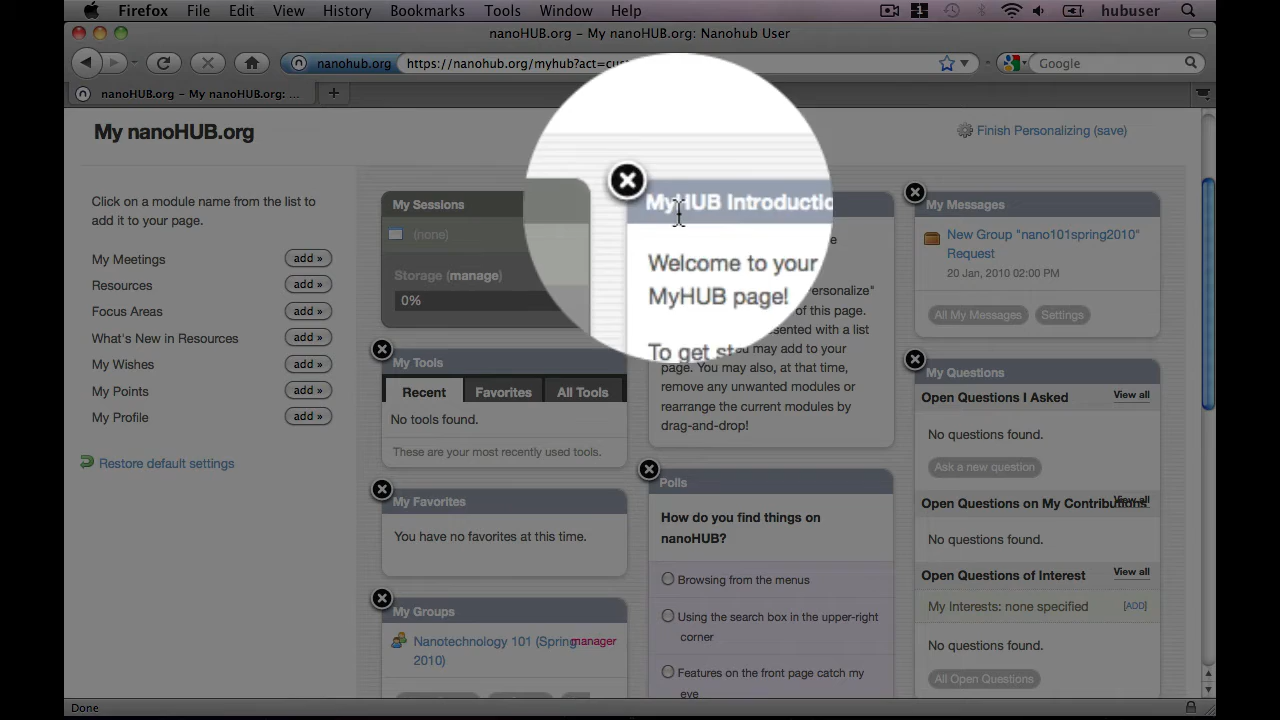 Firefox File Edit View History Bookmarks Tools Window Help
1
hubuser
nanoHUB.org - My nanoHUB.org: Nanohub User
nanoHUB.org
https://nanohub.org/myhub?act=cu
Google
nanoHUB.org – My nanoHUB.org: ...
My nanoHUB.org
Finish Personalizing (save)
Click on a module name from the list to
add it to your page.
My Meetings add »
Resources add »
Focus Areas add »
What's New in Resources add »
My Wishes add »
My Points add »
My Profile add »
Restore default settings
My Sessions
(none)
Storage (manage)
0%
My Tools
Recent Favorites All Tools
No tools found.
These are your most recently used tools.
My Favorites
You have no favorites at this time.
My Groups
Nanotechnology 101 (Spring manager
2010)
MyHUB Introductio
Welcome to your
MyHUB page!
To get
of this page.
with a list
may add to your
page. You may also, at that time,
remove any unwanted modules or
rearrange the current modules by
drag-and-drop!
Polls
How do you find things on
nanoHUB?
Browsing from the menus
Using the search box in the upper-right
corner
Features on the front page catch my
eye
My Messages
New Group "nano101spring2010"
Request
20 Jan, 2010 02:00 PM
All My Messages Settings
My Questions
Open Questions I Asked View all
No questions found.
Ask a new question
Open Questions on My Contributions View all
No questions found.
Open Questions of Interest View all
My Interests: none specified [ADD]
No questions found.
All Open Questions
Done